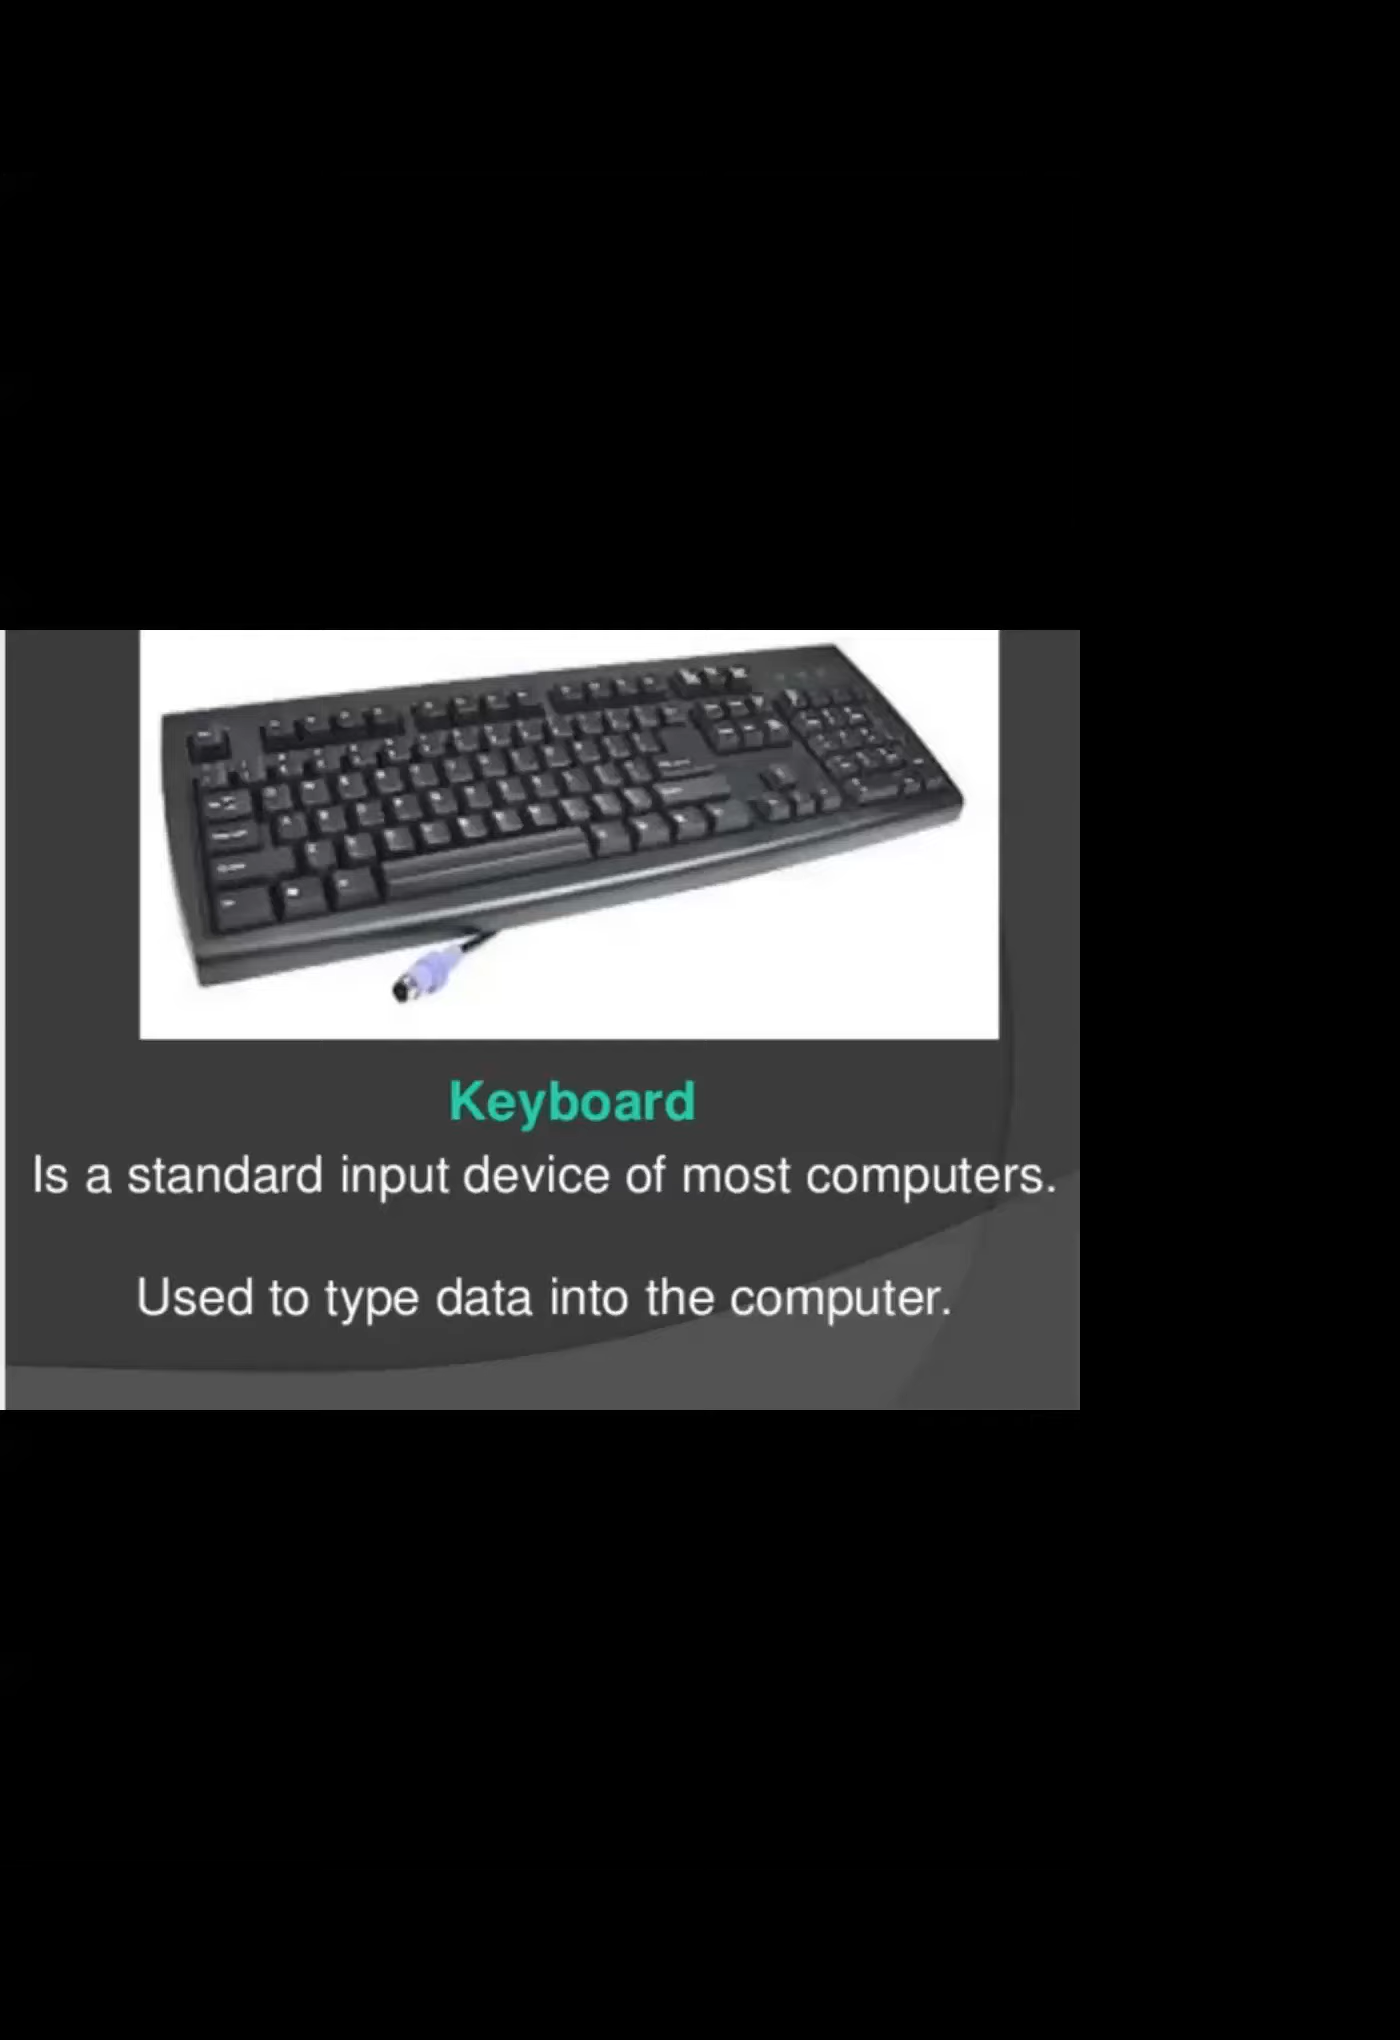 Keyboard
Is a standard input device of most computers.
Used to type data into the computer.